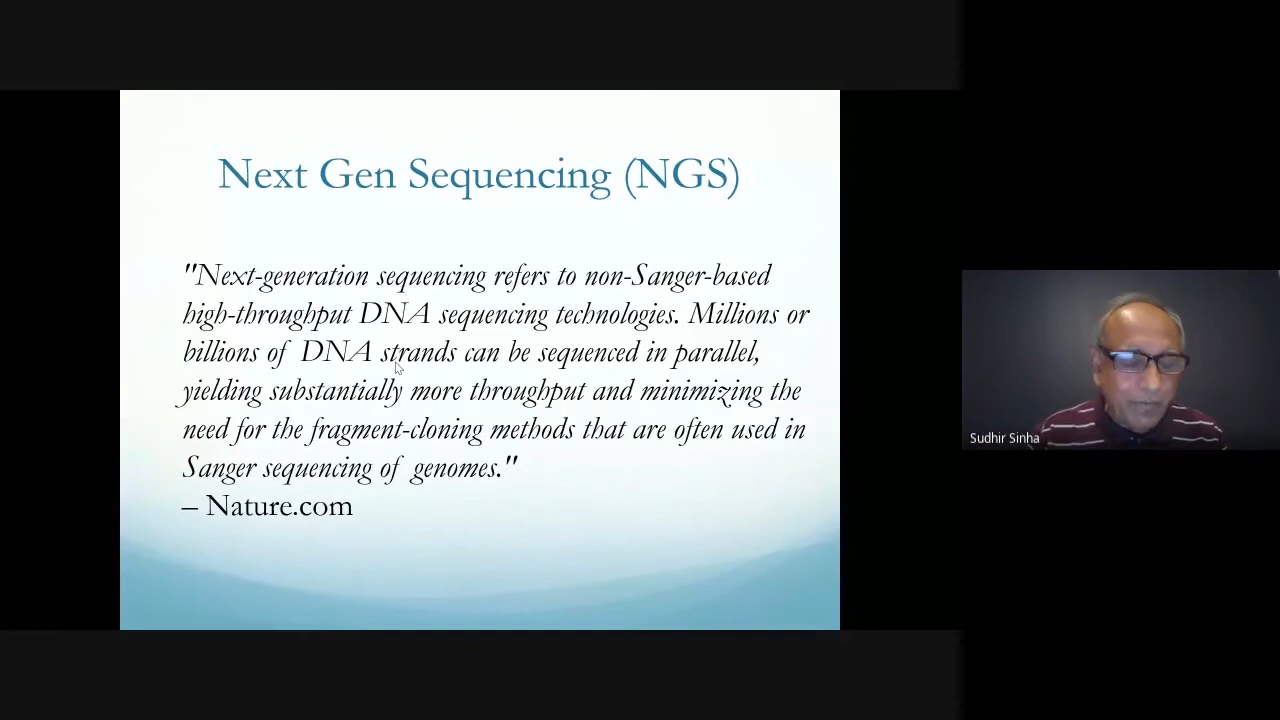 Next Gen Sequencing (NGS)
"Next-generation sequencing refers to non-Sanger-based
high-throughput DNA sequencing technologies. Millions or
billions of DNA strands can be sequenced in parallel,
yielding substantially more throughput and minimizing the
need for the fragment-cloning methods that are often used in
Sanger sequencing of genomes."
– Nature.com
Sudhir Sinha